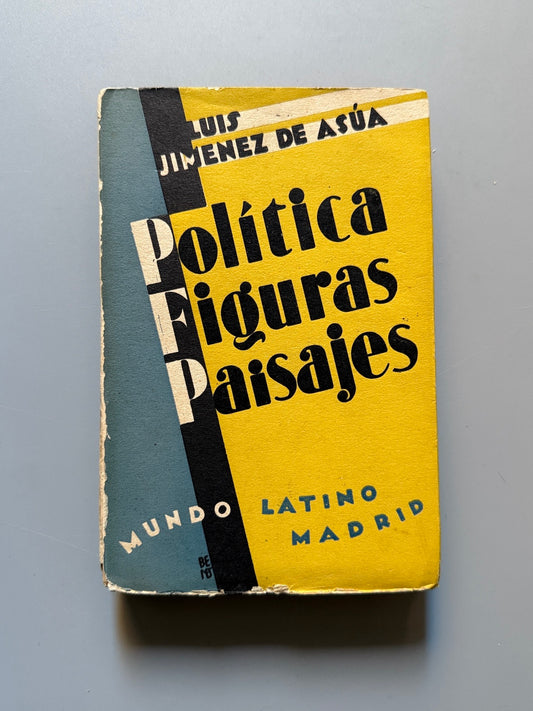 LUIS
JIMENEZ DE ASÚA
Política
Figuras
Paisajes
MUNDO LATINO
MADRID